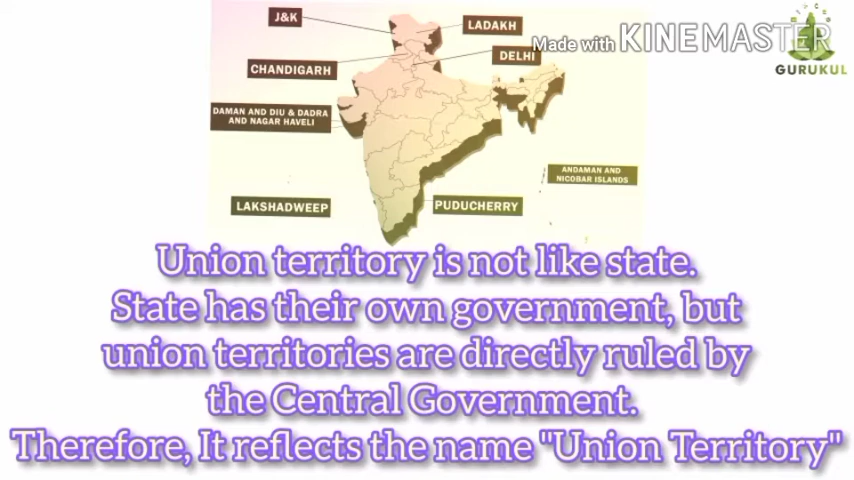 J&K
LADAKH
Made with KINEMASTER
DELHI
GURUKUL
CHANDIGARH
DAMAN AND DIU & DADRA
AND NAGAR HAVELI
ANDAMAN AND
NICOBAR ISLANDS
LAKSHADWEEP
PUDUCHERRY
Union territory is not like state.
State has their own government, but
union territories are directly ruled by
the Central Government.
Therefore, It reflects the name "Union Territory"